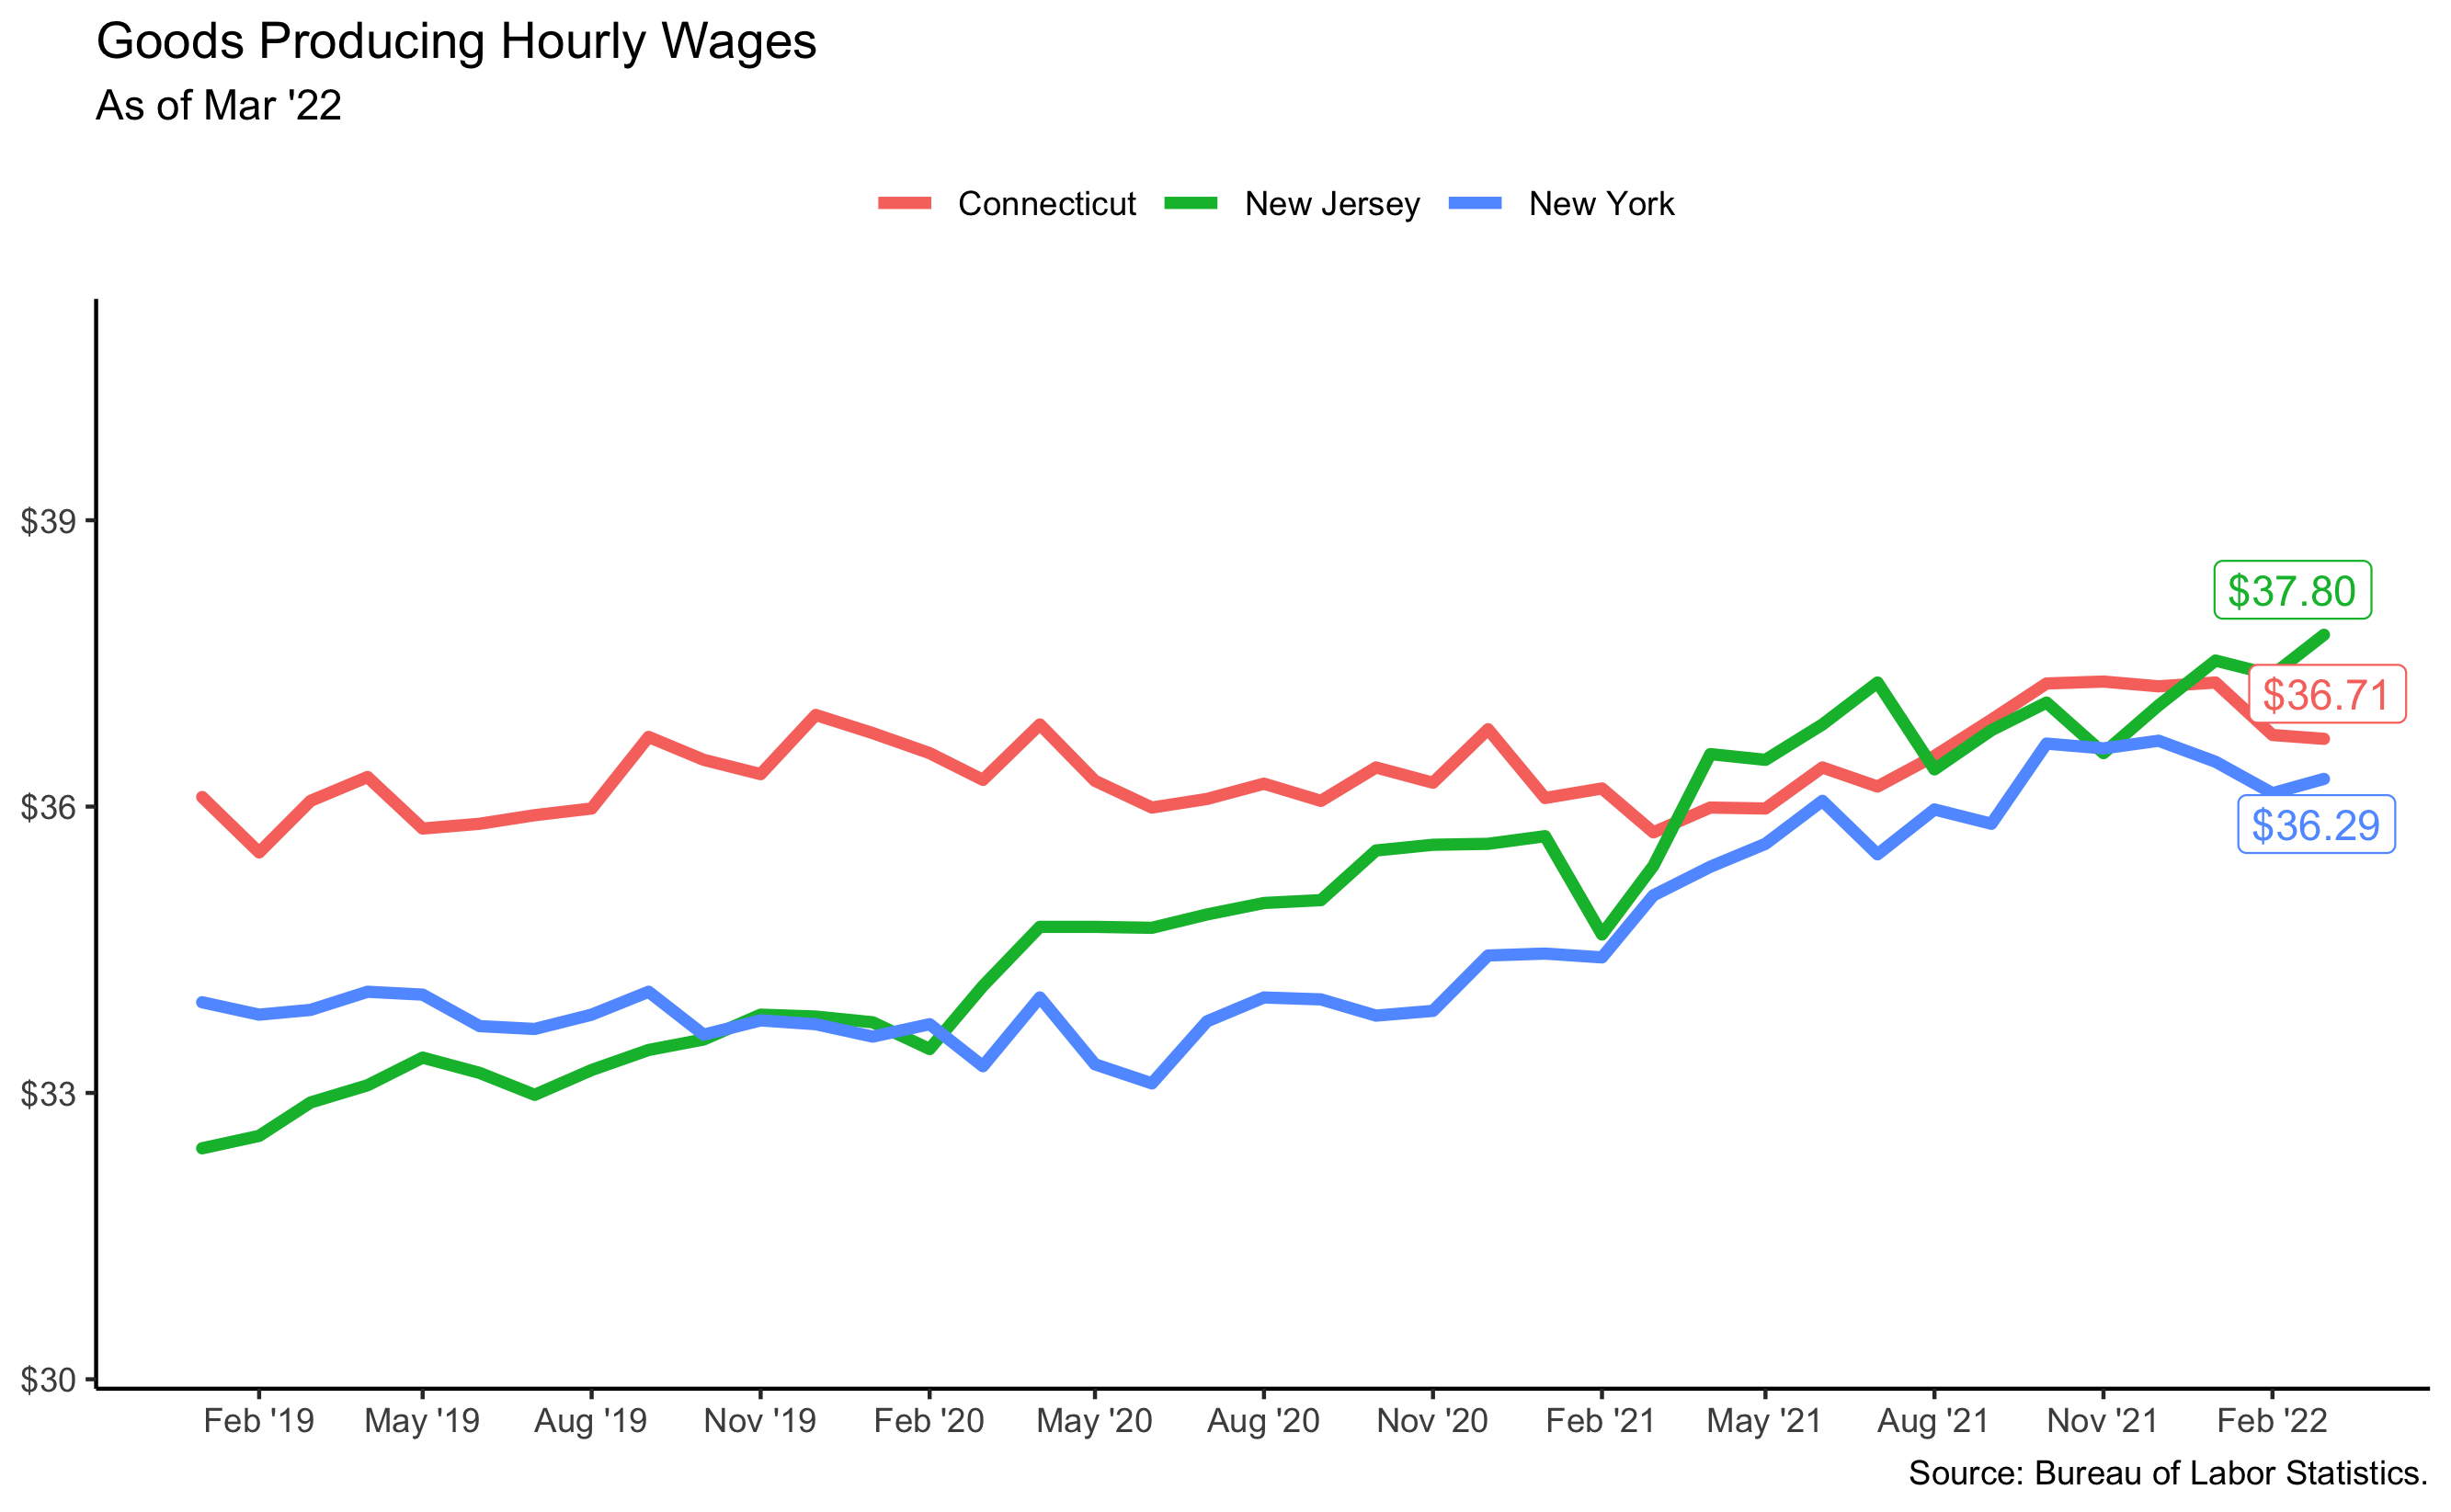 Goods Producing Hourly Wages
As of Mar '22
Connecticut New Jersey New York
$39
$36
$33
$30
$37.80
$36.71
$36.29
Feb '19 May '19 Aug '19 Nov '19 Feb '20 May '20 Aug '20 Nov '20 Feb '21 May '21 Aug '21 Nov '21 Feb '22
Source: Bureau of Labor Statistics.